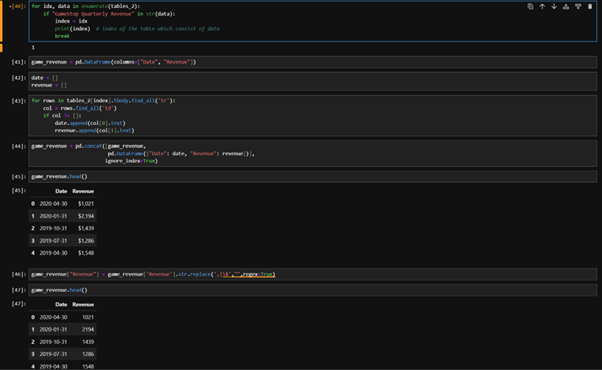 [40]: for idx, data in enumerate(tables_2):
if "GameStop Quarterly Revenue" in str(data):
index = idx
print(index) # index of the table which consist of data
break
1
[41]: game_revenue = pd.DataFrame(columns=["Date", "Revenue"])
[42]: date = []
revenue = []
[43]: for rows in tables_2[index].tbody.find_all('tr'):
col = rows.find_all('td')
if col != []:
date.append(col[0].text)
revenue.append(col[1].text)
[44]: game_revenue = pd.concat([game_revenue,
pd.DataFrame({"Date": date, "Revenue": revenue})],
ignore_index=True)
[45]: game_revenue.head()
[45]: Date Revenue
0 2020-04-30 $1,021
1 2020-01-31 $2,194
2 2019-10-31 $1,439
3 2019-07-31 $1,286
4 2019-04-30 $1,548
[46]: game_revenue["Revenue"] = game_revenue['Revenue'].str.replace(',|\$',"",regex=True)
[47]: game_revenue.head()
[47]: Date Revenue
0 2020-04-30 1021
1 2020-01-31 2194
2 2019-10-31 1439
3 2019-07-31 1286
4 2019-04-30 1548